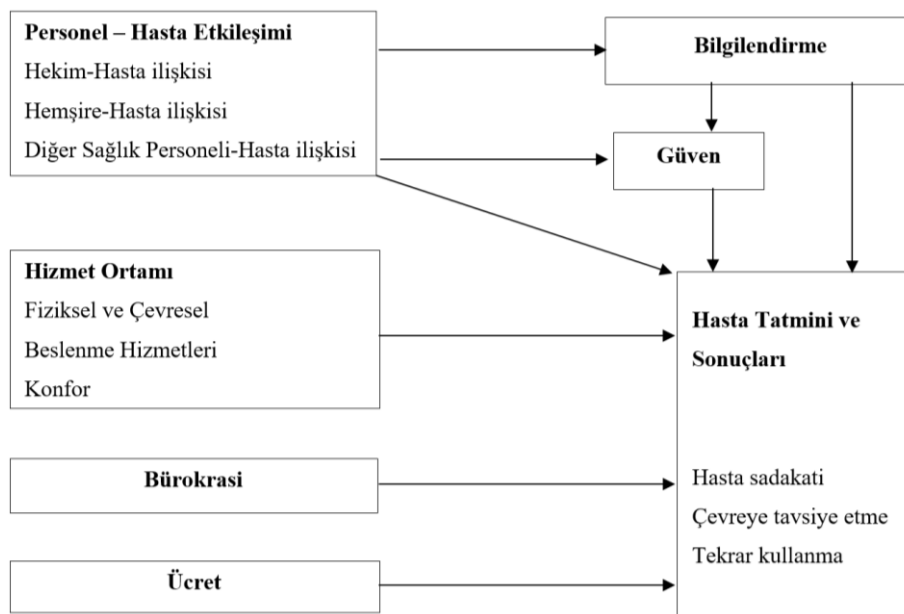 Personel – Hasta Etkileşimi
Hekim-Hasta ilişkisi
Hemşire-Hasta ilişkisi
Diğer Sağlık Personeli-Hasta ilişkisi
Bilgilendirme
Güven
Hizmet Ortamı
Fiziksel ve Çevresel
Beslenme Hizmetleri
Konfor
Bürokrasi
Ücret
Hasta Tatmini ve
Sonuçları
Hasta sadakati
Çevreye tavsiye etme
Tekrar kullanma